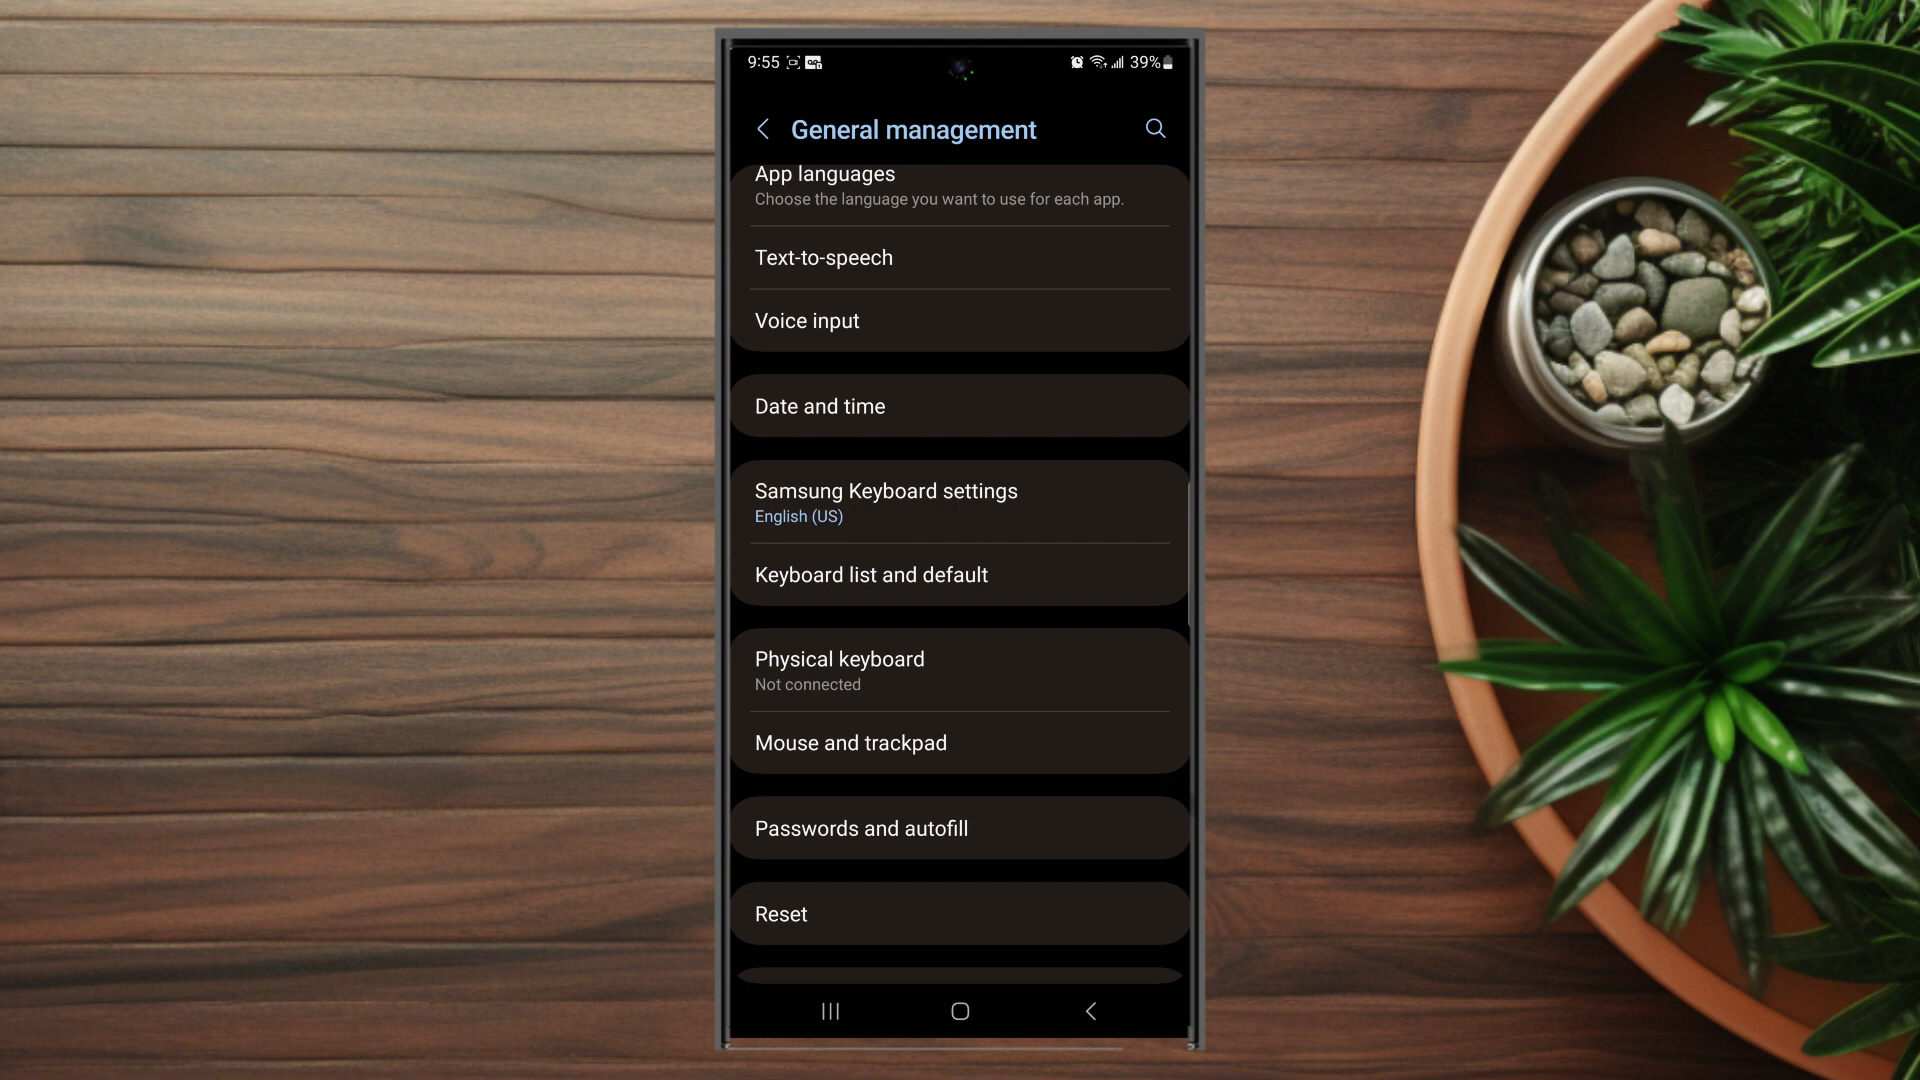 9:55 39%
General management
App languages
Choose the language you want to use for each app.
Text-to-speech
Voice input
Date and time
Samsung Keyboard settings
English (US)
Keyboard list and default
Physical keyboard
Not connected
Mouse and trackpad
Passwords and autofill
Reset